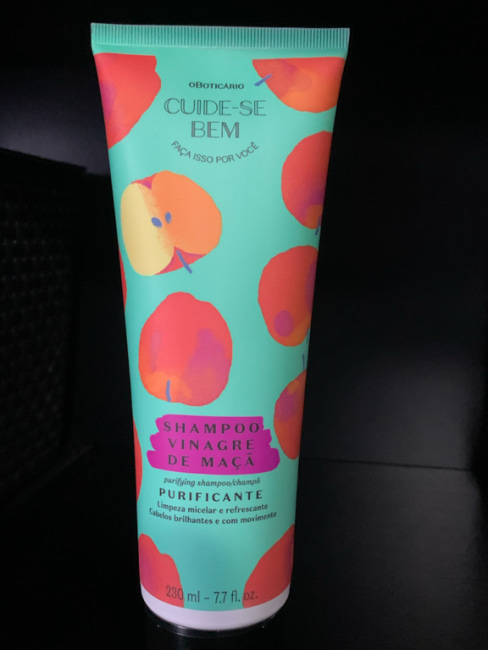 oBoticário
CUIDE-SE
BEM
FAÇA ISSO POR VOCÊ
SHAMPOO
VINAGRE
DE MAÇÃ
purifying shampoo/champô
PURIFICANTE
Limpeza micelar e refrescante
Cabelos brilhantes e com movimento
230 ml – 7.7 fl. oz.